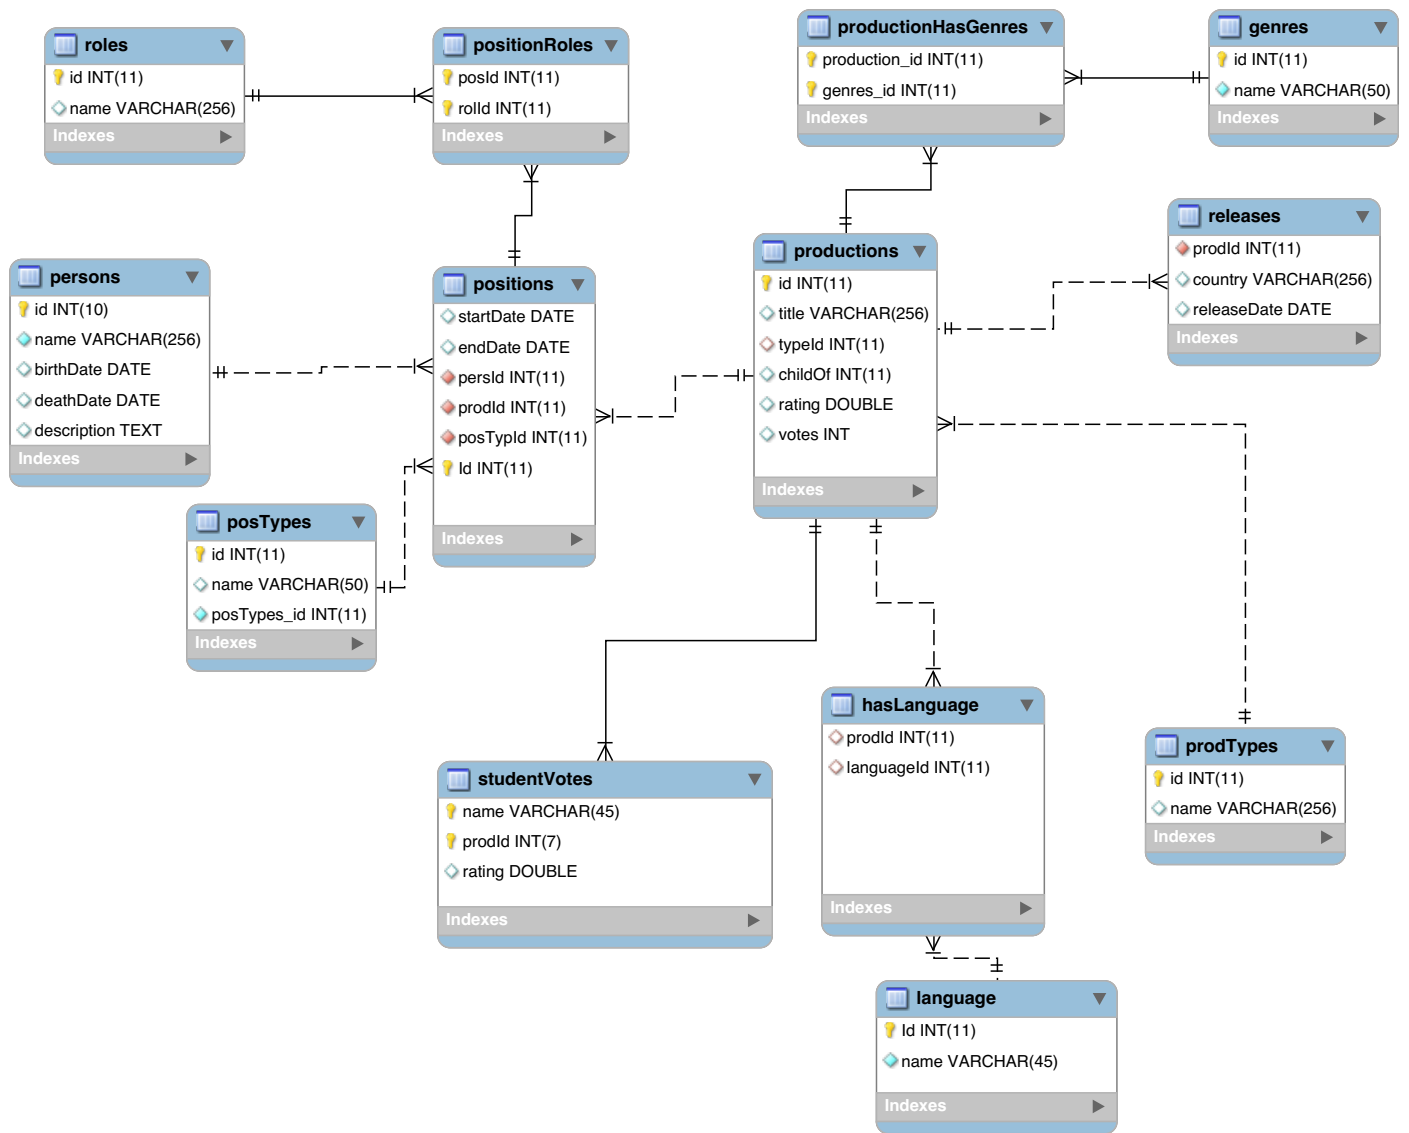 roles
id INT(11)
name VARCHAR(256)
Indexes
positionRoles
posId INT(11)
rolId INT(11)
Indexes
productionHasGenres
production_id INT(11)
genres_id INT(11)
Indexes
genres
id INT(11)
name VARCHAR(50)
Indexes
releases
prodId INT(11)
country VARCHAR(256)
releaseDate DATE
Indexes
persons
id INT(10)
name VARCHAR(256)
birthDate DATE
deathDate DATE
description TEXT
Indexes
positions
startDate DATE
endDate DATE
persId INT(11)
prodId INT(11)
posTypId INT(11)
Id INT(11)
Indexes
productions
id INT(11)
title VARCHAR(256)
typeId INT(11)
childOf INT(11)
rating DOUBLE
votes INT
Indexes
posTypes
id INT(11)
name VARCHAR(50)
posTypes_id INT(11)
Indexes
studentVotes
name VARCHAR(45)
prodId INT(7)
rating DOUBLE
Indexes
hasLanguage
prodId INT(11)
languageId INT(11)
Indexes
prodTypes
id INT(11)
name VARCHAR(256)
Indexes
language
Id INT(11)
name VARCHAR(45)
Indexes